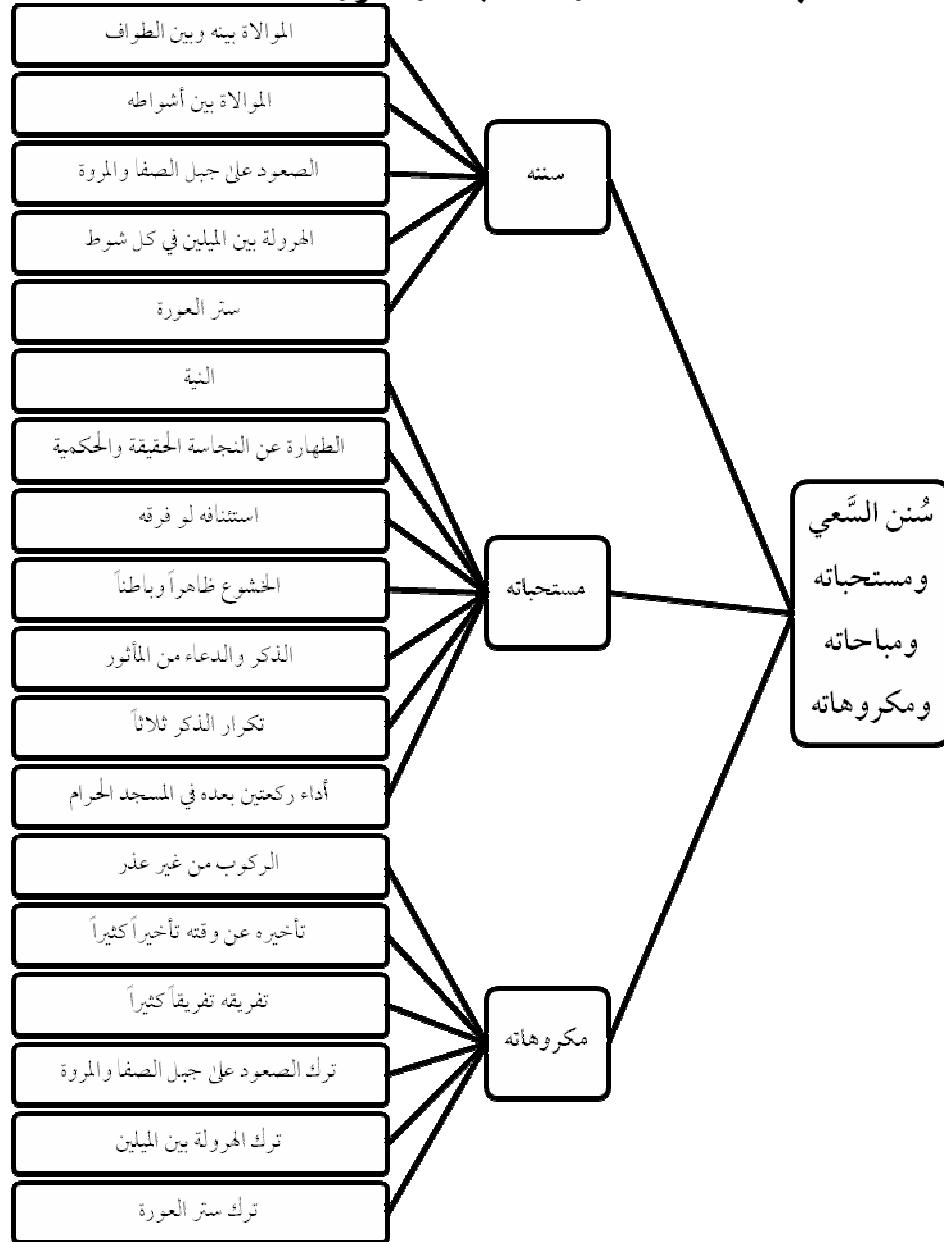 سُنن السَّعي
ومستحباته
ومباحاته
ومكروهاته
سننه
الموالاة بينه وبين الطواف
الموالاة بين أشواطه
الصعود على جبل الصفا والمروة
الهرولة بين الميلين في كل شوط
ستر العورة
مستحباته
النية
الطهارة عن النجاسة الحقيقة والحكمية
استئنافه لو فرقه
الخشوع ظاهراً وباطناً
الذكر والدعاء من المأثور
تكرار الذكر ثلاثاً
أداء ركعتين بعده في المسجد الحرام
مكروهاته
الركوب من غير عذر
تأخيره عن وقته تأخيراً كثيراً
تفريقه تفريقاً كثيراً
ترك الصعود على جبل الصفا والمروة
ترك الهرولة بين الميلين
ترك ستر العورة